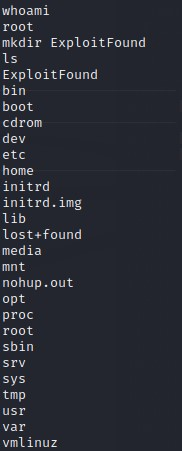 whoami
root
mkdir ExploitFound
ls
ExploitFound
bin
boot
cdrom
dev
etc
home
initrd
initrd.img
lib
lost+found
media
mnt
nohup.out
opt
proc
root
sbin
srv
sys
tmp
usr
var
vmlinuz